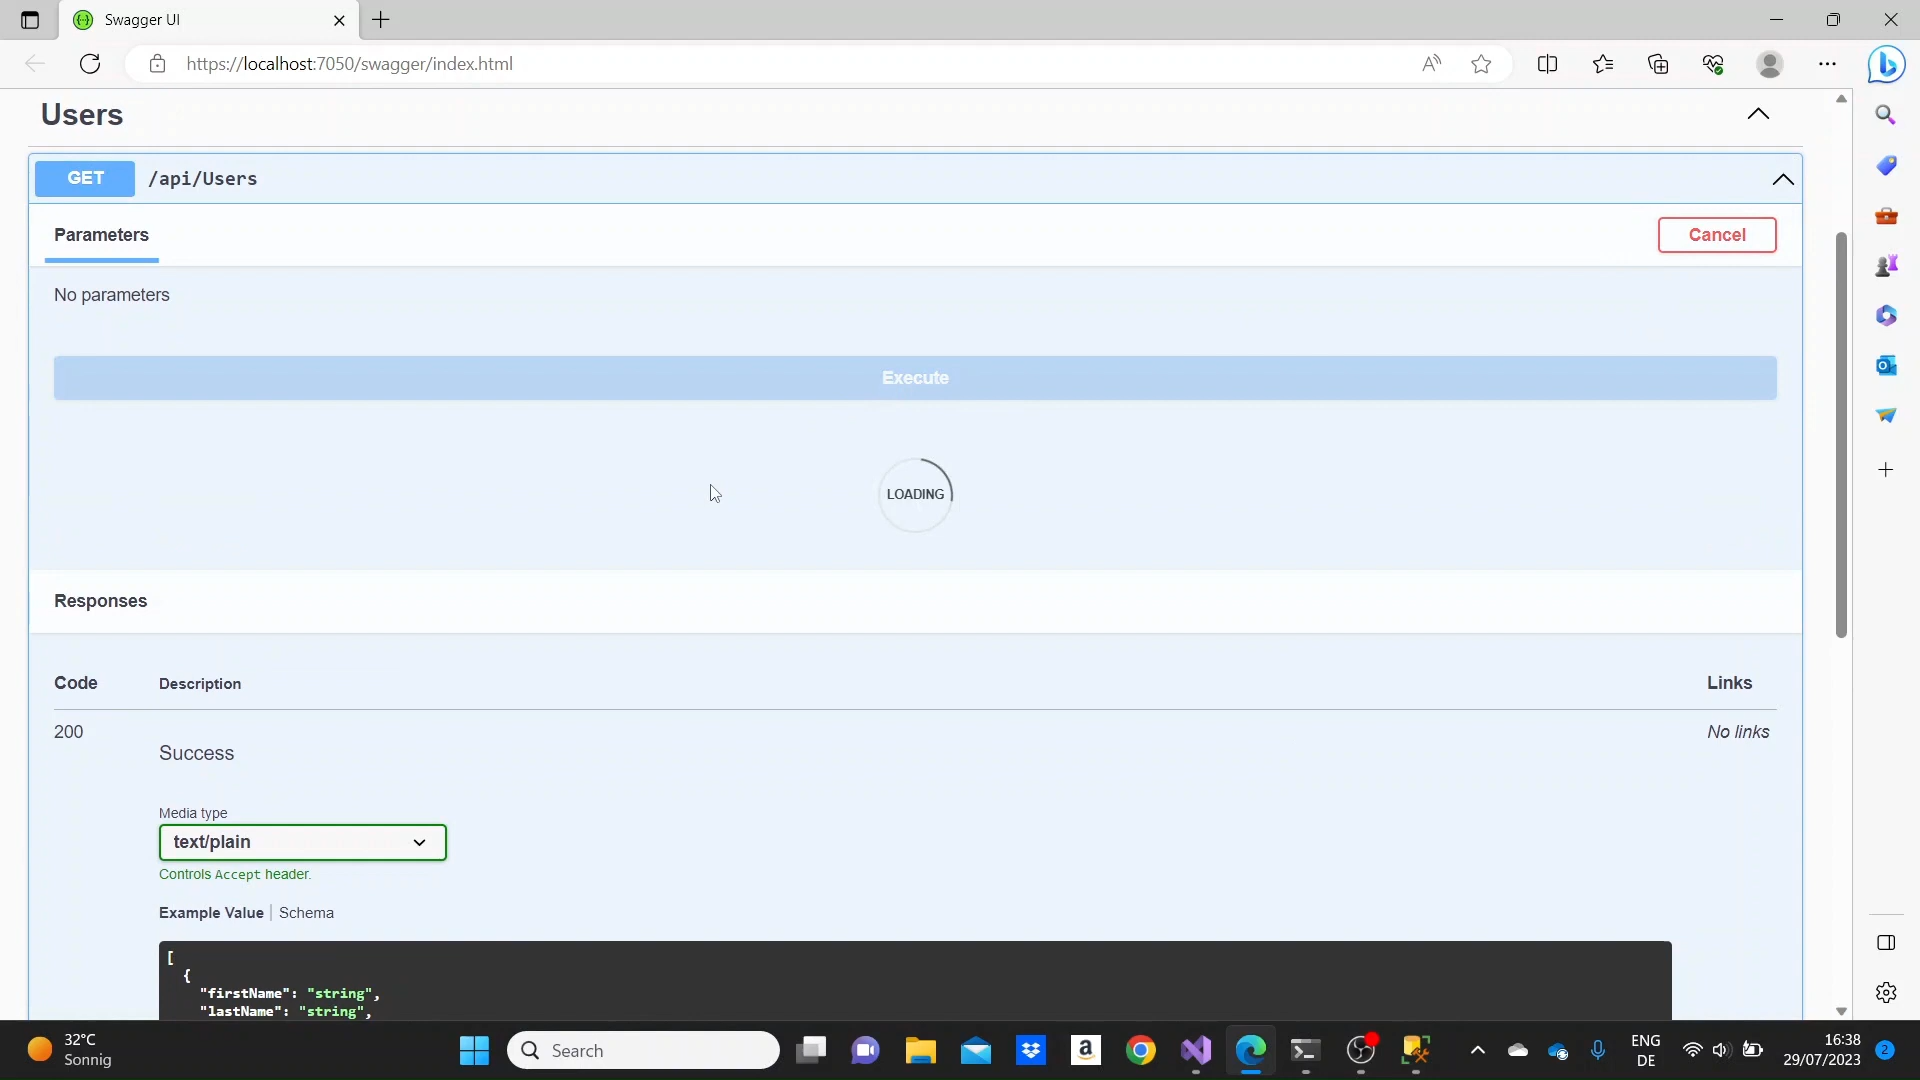 Swagger UI
https://localhost:7050/swagger/index.html
Users
GET /api/Users
Parameters
Cancel
No parameters
Execute
LOADING
Responses
Code Description Links
200 No links
Success
Media type
text/plain
Controls Accept header.
Example Value Schema
[
{
"firstName": "string",
"lastName": "string",
32°C
Sonnig
Search
ENG
DE
16:38
29/07/2023
2